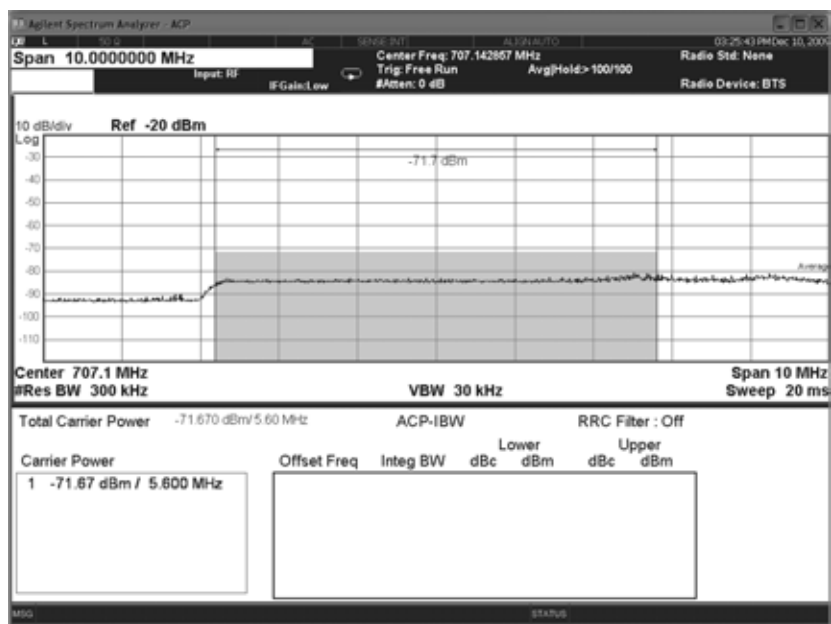 Agilent Spectrum Analyzer - ACP
L 50 Ω AC SENSE:INT ALIGN AUTO 03:25:43 PM Dec 10,
Span 10.0000000 MHz Center Freq: 707.142857 MHz Radio Std: None
Input: RF Trig: Free Run Avg|Hold:> 100/100
IFGain:Low #Atten: 0 dB Radio Device: BTS
10 dB/div Ref -20 dBm
Log
-30
-71.7 dBm
-40
-50
-60
-70
-80
Average
-90
-100
-110
Center 707.1 MHz Span 10 MHz
#Res BW 300 kHz VBW 30 kHz Sweep 20 ms
Total Carrier Power -71.670 dBm/ 5.60 MHz ACP-IBW RRC Filter : Off
Lower Upper
Carrier Power Offset Freq Integ BW dBc dBm dBc dBm
1 -71.67 dBm / 5.600 MHz
MSG STATUS